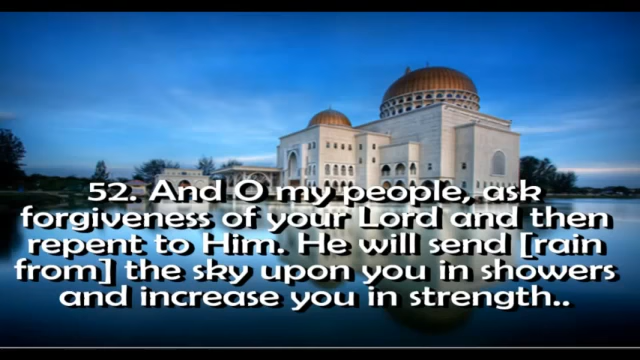 52. And O my people, ask
forgiveness of your Lord and then
repent to Him. He will send [rain
from] the sky upon you in showers
and increase you in strength..